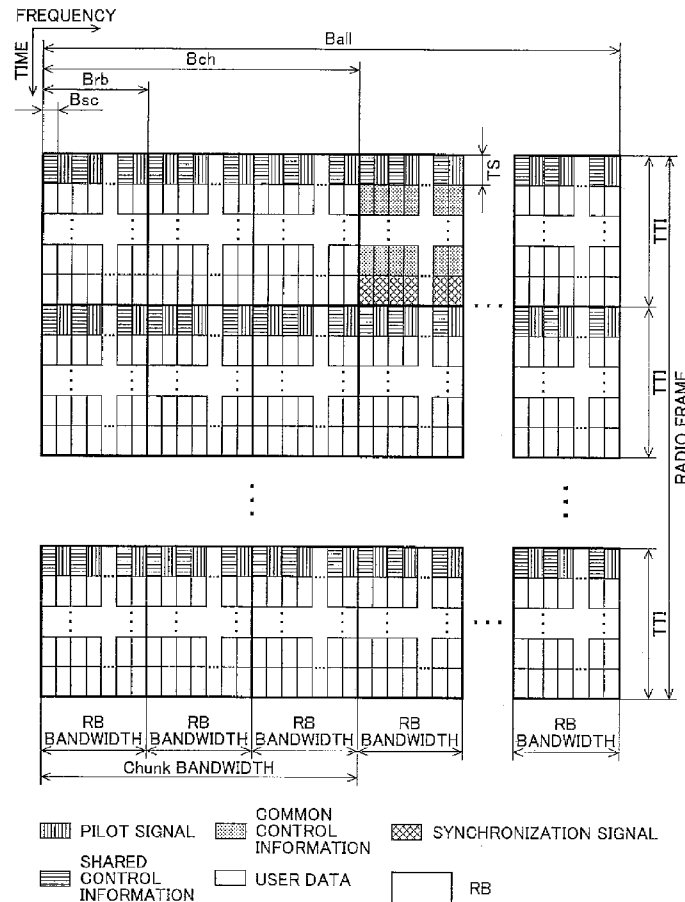 FREQUENCY
TIME
Ball
Bch
Brb
Bsc
TS
TTI
TTI
RADIO FRAME
TTI
RB BANDWIDTH
RB BANDWIDTH
RB BANDWIDTH
RB BANDWIDTH
RB BANDWIDTH
Chunk BANDWIDTH
PILOT SIGNAL
COMMON
CONTROL
INFORMATION
SYNCHRONIZATION SIGNAL
SHARED
CONTROL
INFORMATION
USER DATA
RB